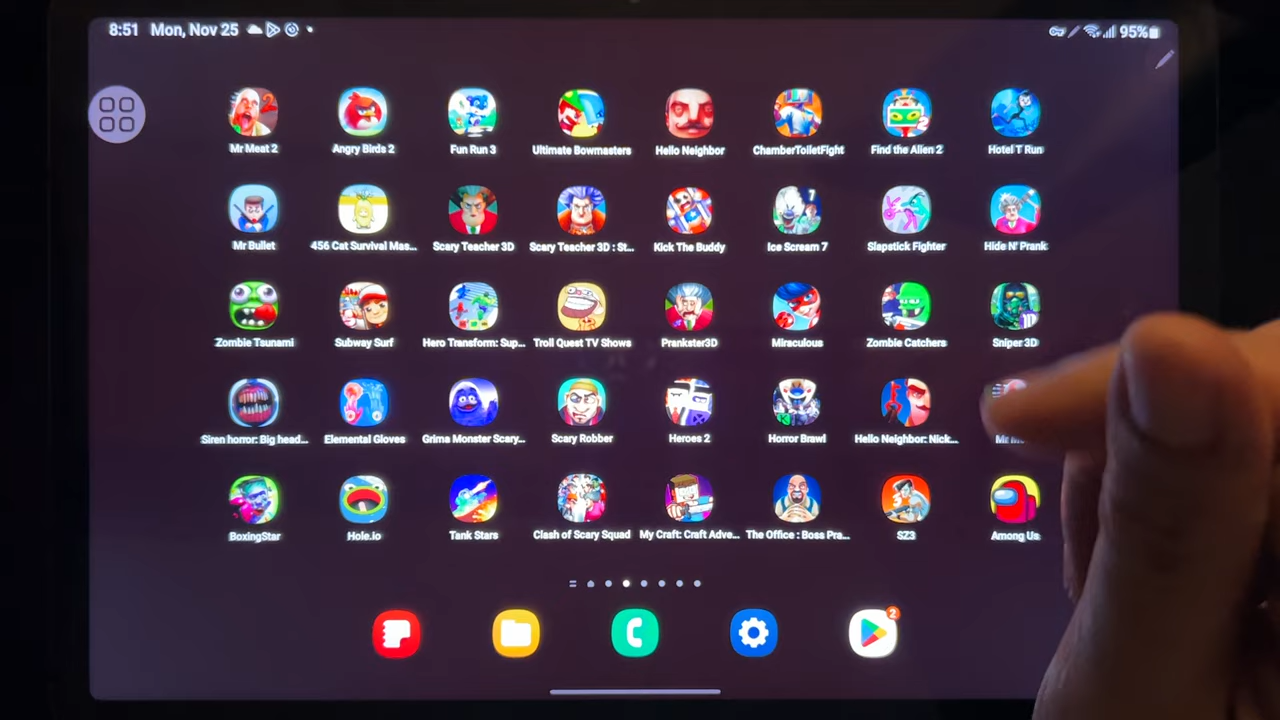 8:51 Mon, Nov 25 95%
Mr Meat 2 Angry Birds 2 Fun Run 3 Ultimate Bowmasters Hello Neighbor ChamberToiletFight Find the Alien 2 Hotel T Run
Mr Bullet 456 Cat Survival Mas... Scary Teacher 3D Scary Teacher 3D : St... Kick The Buddy Ice Scream 7 Slapstick Fighter Hide N' Prank
Zombie Tsunami Subway Surf Hero Transform: Sup... Troll Quest TV Shows Prankster3D Miraculous Zombie Catchers Sniper 3D
Siren horror: Big head... Elemental Gloves Grima Monster Scary... Scary Robber Heroes 2 Horror Brawl Hello Neighbor: Nick... Mr
BoxingStar Hole.io Tank Stars Clash of Scary Squad My Craft: Craft Adve... The Office : Boss Pra... SZ3 Among Us
2